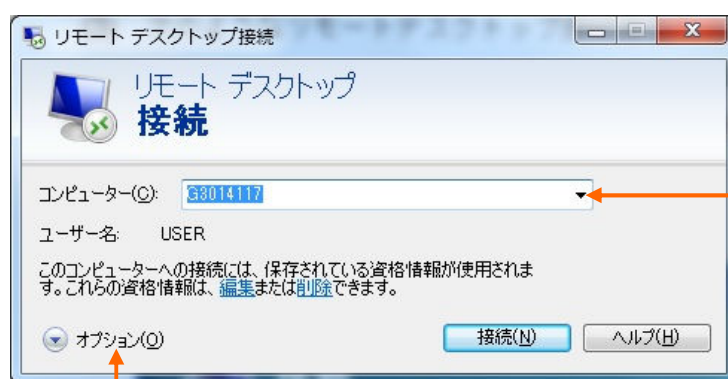 リモート デスクトップ接続
リモート デスクトップ
接続
コンピューター(C): G3014117
ユーザー名: USER
このコンピューターへの接続には、保存されている資格情報が使用されま
す。これらの資格情報は、編集または削除できます。
オプション(O) 接続(N) ヘルプ(H)